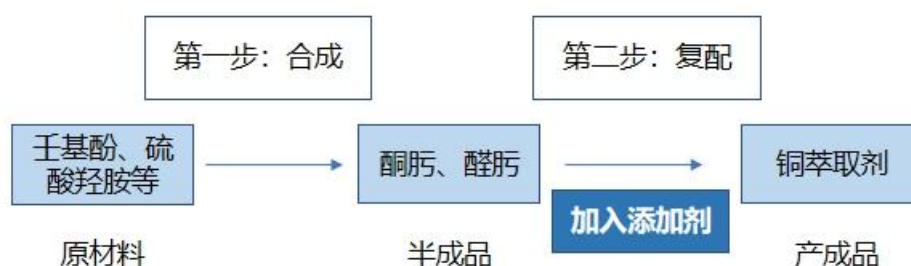 第一步：合成
第二步：复配
壬基酚、硫
酸羟胺等
酮肟、醛肟
铜萃取剂
加入添加剂
原材料
半成品
产成品